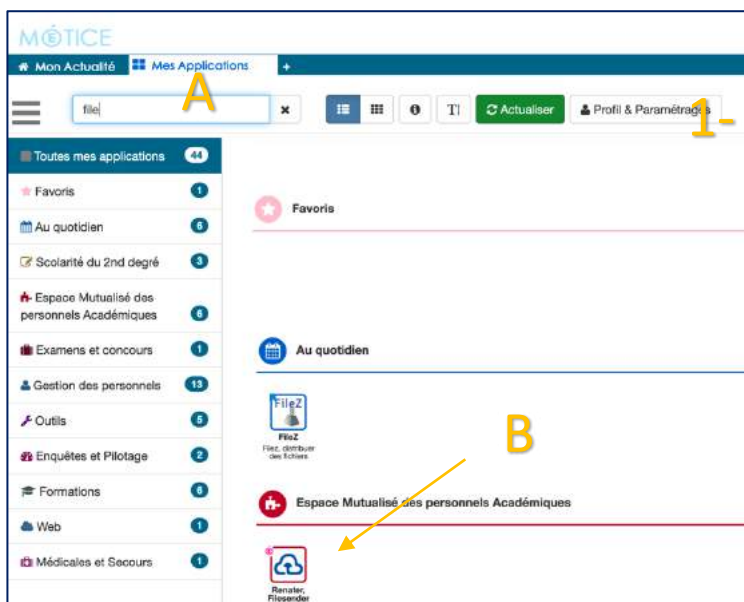 MÉTICE
Mon Actualité Mes Applications +
A
file × i T| Actualiser Profil & Paramétrages
1-
Toutes mes applications 44
Favoris 1
Au quotidien 6
Scolarité du 2nd degré 3
Espace Mutualisé des
personnels Académiques 6
Examens et concours 1
Gestion des personnels 13
Outils 5
Enquêtes et Pilotage 2
Formations 6
Web 1
Médicales et Secours 1
Favoris
Au quotidien
FileZ
FileZ
Filez, distribuer
des fichiers
B
Espace Mutualisé des personnels Académiques
Renater,
Filesender